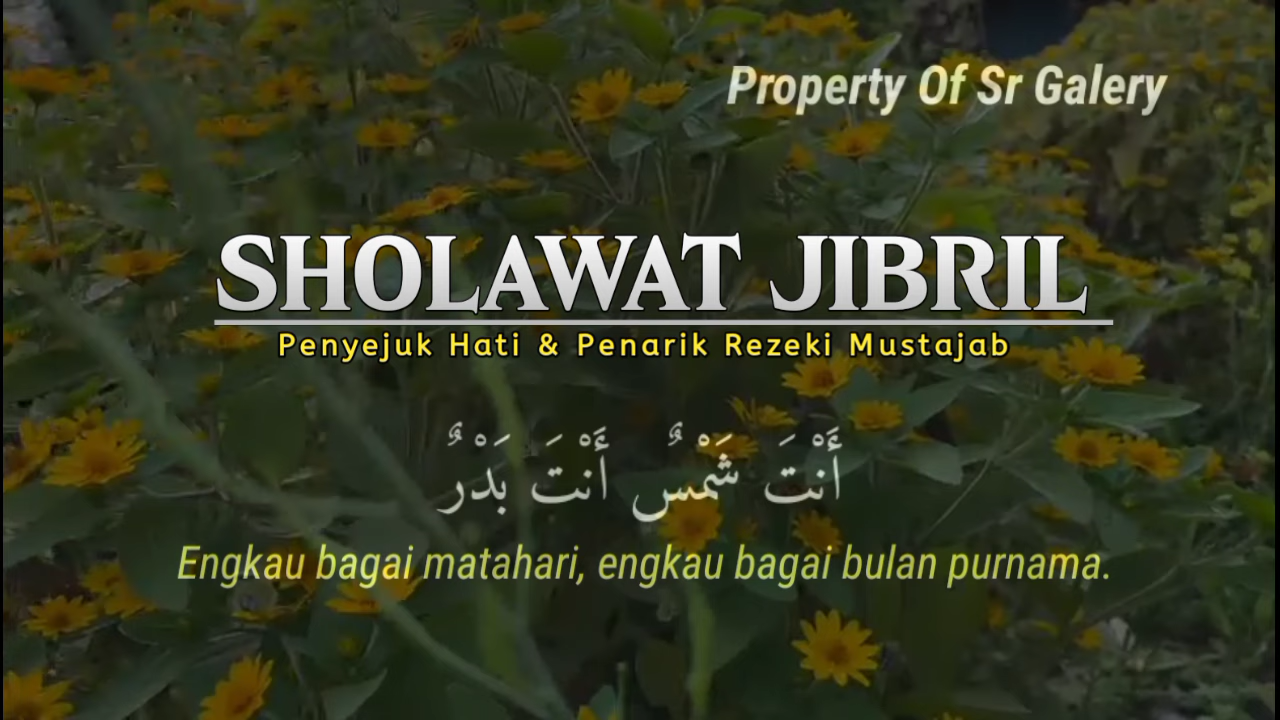 Property Of Sr Galery
SHOLAWAT JIBRIL
Penyejuk Hati & Penarik Rezeki Mustajab
أَنْتَ شَمْسٌ أَنْتَ بَدْرٌ
Engkau bagai matahari, engkau bagai bulan purnama.